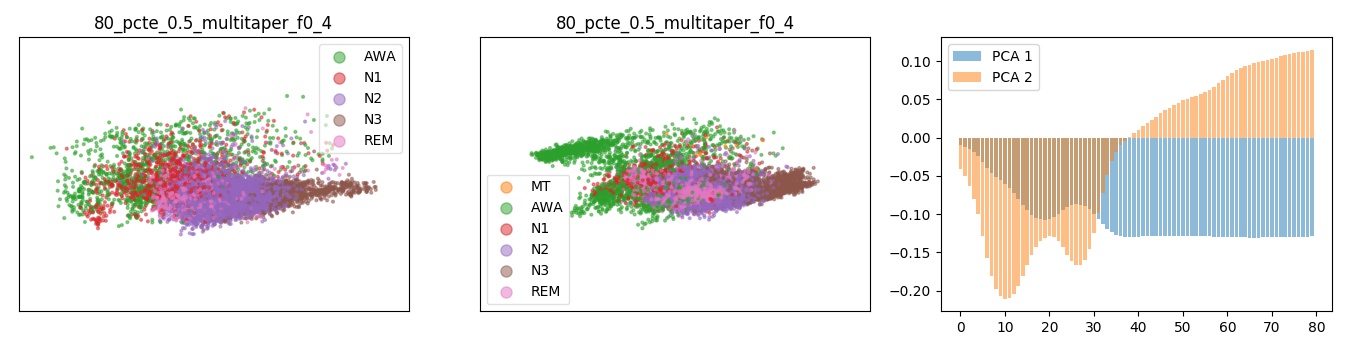 80_pcte_0.5_multitaper_f0_4
AWA
N1
N2
N3
REM
80_pcte_0.5_multitaper_f0_4
MT
AWA
N1
N2
N3
REM
PCA 1
PCA 2
0.10
0.05
0.00
−0.05
−0.10
−0.15
−0.20
0 10 20 30 40 50 60 70 80